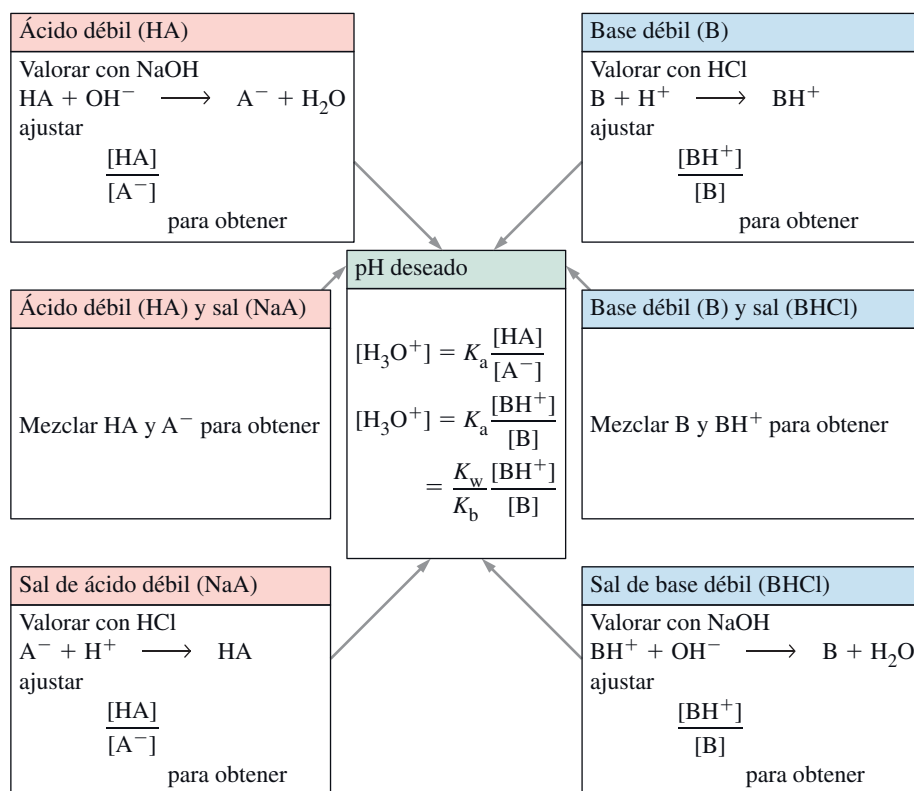 Ácido débil (HA)
Valorar con NaOH
HA + OH⁻ ⟶ A⁻ + H₂O
ajustar
[HA]
[A⁻]
para obtener
Base débil (B)
Valorar con HCl
B + H⁺ ⟶ BH⁺
ajustar
[BH⁺]
[B]
para obtener
Ácido débil (HA) y sal (NaA)
Mezclar HA y A⁻ para obtener
pH deseado
[H₃O⁺] = Kₐ [HA]/[A⁻]
[H₃O⁺] = Kₐ [BH⁺]/[B]
= K_w/K_b [BH⁺]/[B]
Base débil (B) y sal (BHCl)
Mezclar B y BH⁺ para obtener
Sal de ácido débil (NaA)
Valorar con HCl
A⁻ + H⁺ ⟶ HA
ajustar
[HA]
[A⁻]
para obtener
Sal de base débil (BHCl)
Valorar con NaOH
BH⁺ + OH⁻ ⟶ B + H₂O
ajustar
[BH⁺]
[B]
para obtener